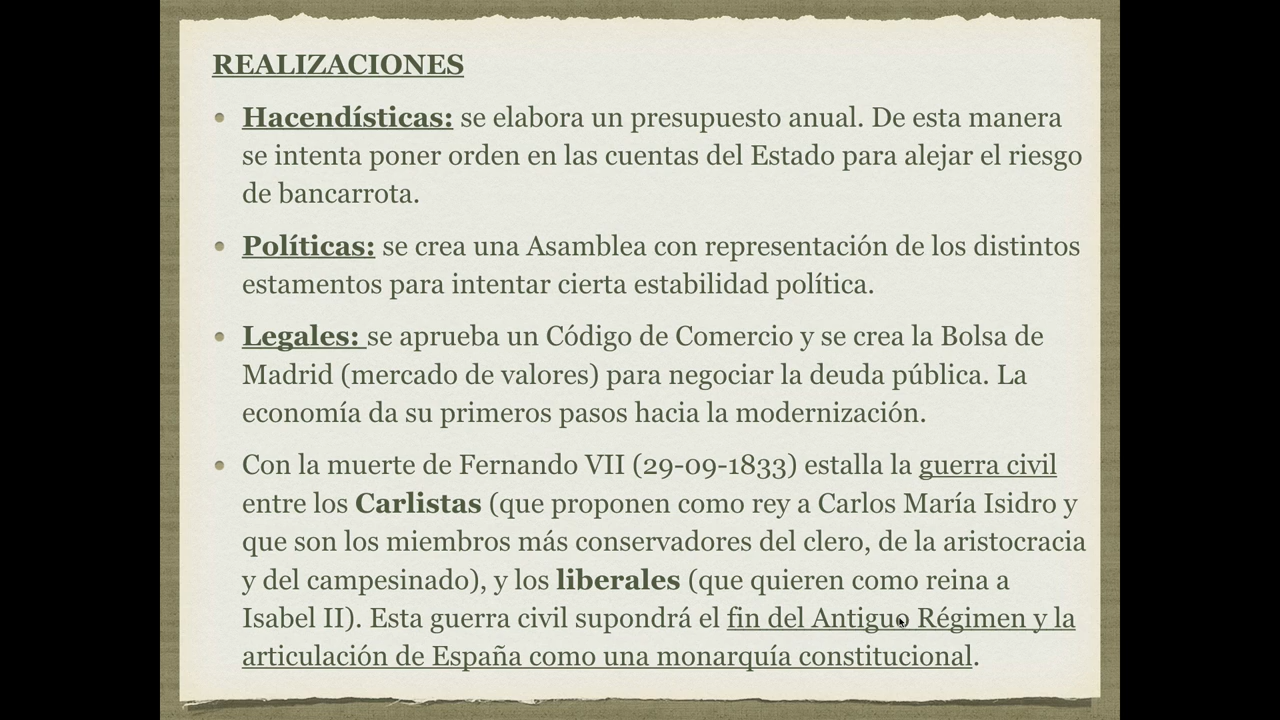 REALIZACIONES
• Hacendísticas: se elabora un presupuesto anual. De esta manera
se intenta poner orden en las cuentas del Estado para alejar el riesgo
de bancarrota.
• Políticas: se crea una Asamblea con representación de los distintos
estamentos para intentar cierta estabilidad política.
• Legales: se aprueba un Código de Comercio y se crea la Bolsa de
Madrid (mercado de valores) para negociar la deuda pública. La
economía da su primeros pasos hacia la modernización.
• Con la muerte de Fernando VII (29-09-1833) estalla la guerra civil
entre los Carlistas (que proponen como rey a Carlos María Isidro y
que son los miembros más conservadores del clero, de la aristocracia
y del campesinado), y los liberales (que quieren como reina a
Isabel II). Esta guerra civil supondrá el fin del Antiguo Régimen y la
articulación de España como una monarquía constitucional.